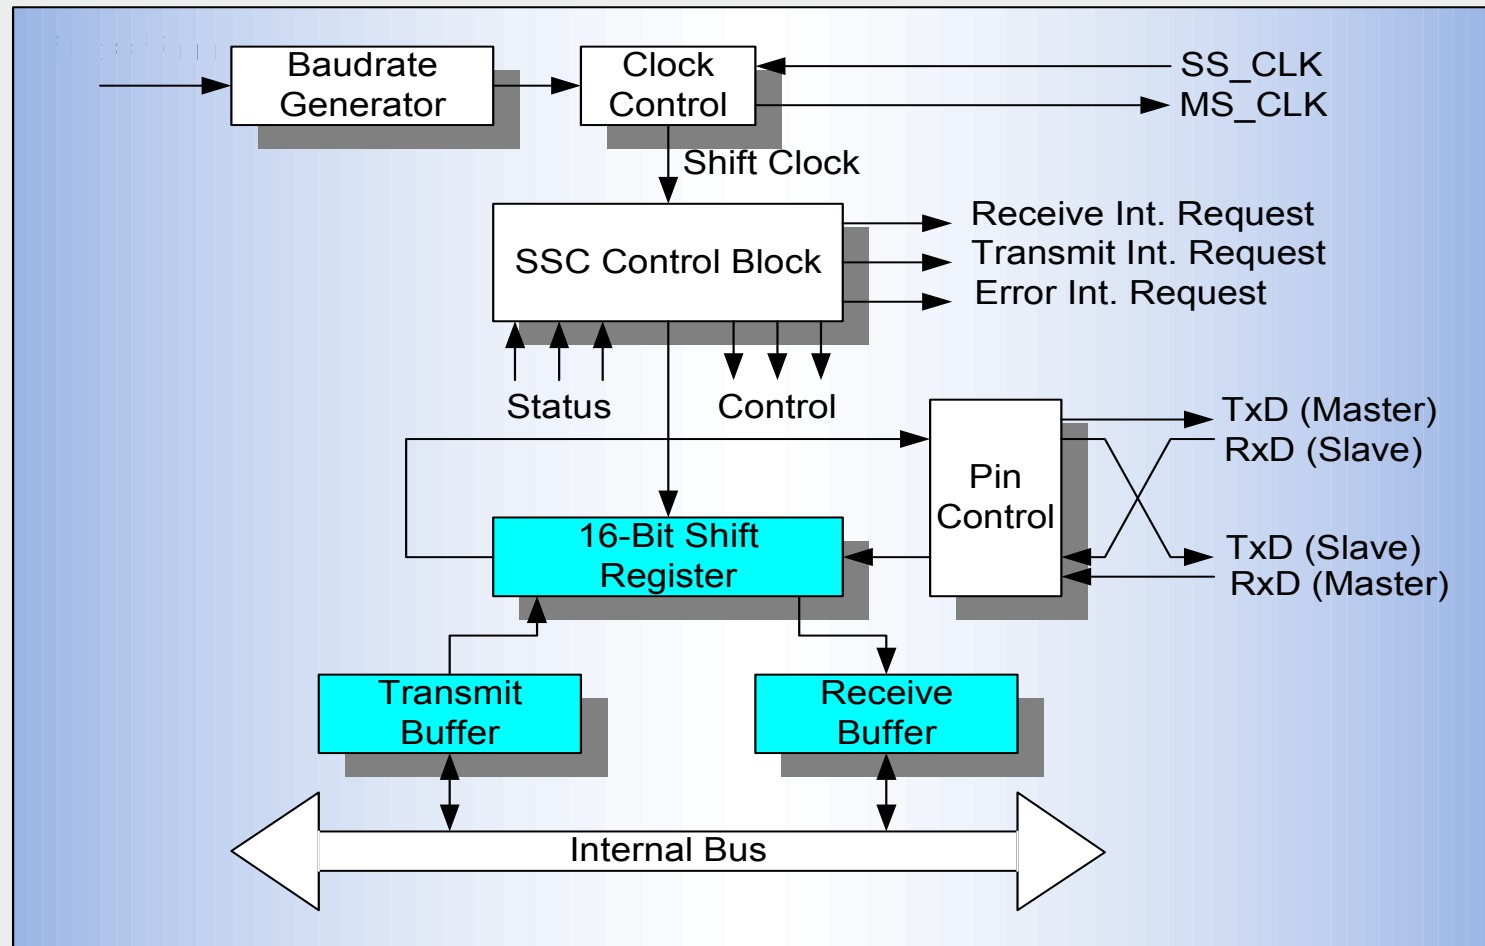 Baudrate
Generator
Clock
Control
SS_CLK
MS_CLK
Shift Clock
SSC Control Block
Receive Int. Request
Transmit Int. Request
Error Int. Request
Status
Control
Pin
Control
TxD (Master)
RxD (Slave)
TxD (Slave)
RxD (Master)
16-Bit Shift
Register
Transmit
Buffer
Receive
Buffer
Internal Bus